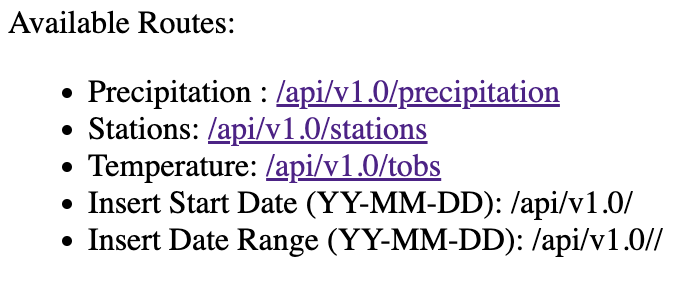 Available Routes:
• Precipitation : /api/v1.0/precipitation
• Stations: /api/v1.0/stations
• Temperature: /api/v1.0/tobs
• Insert Start Date (YY-MM-DD): /api/v1.0/
• Insert Date Range (YY-MM-DD): /api/v1.0//